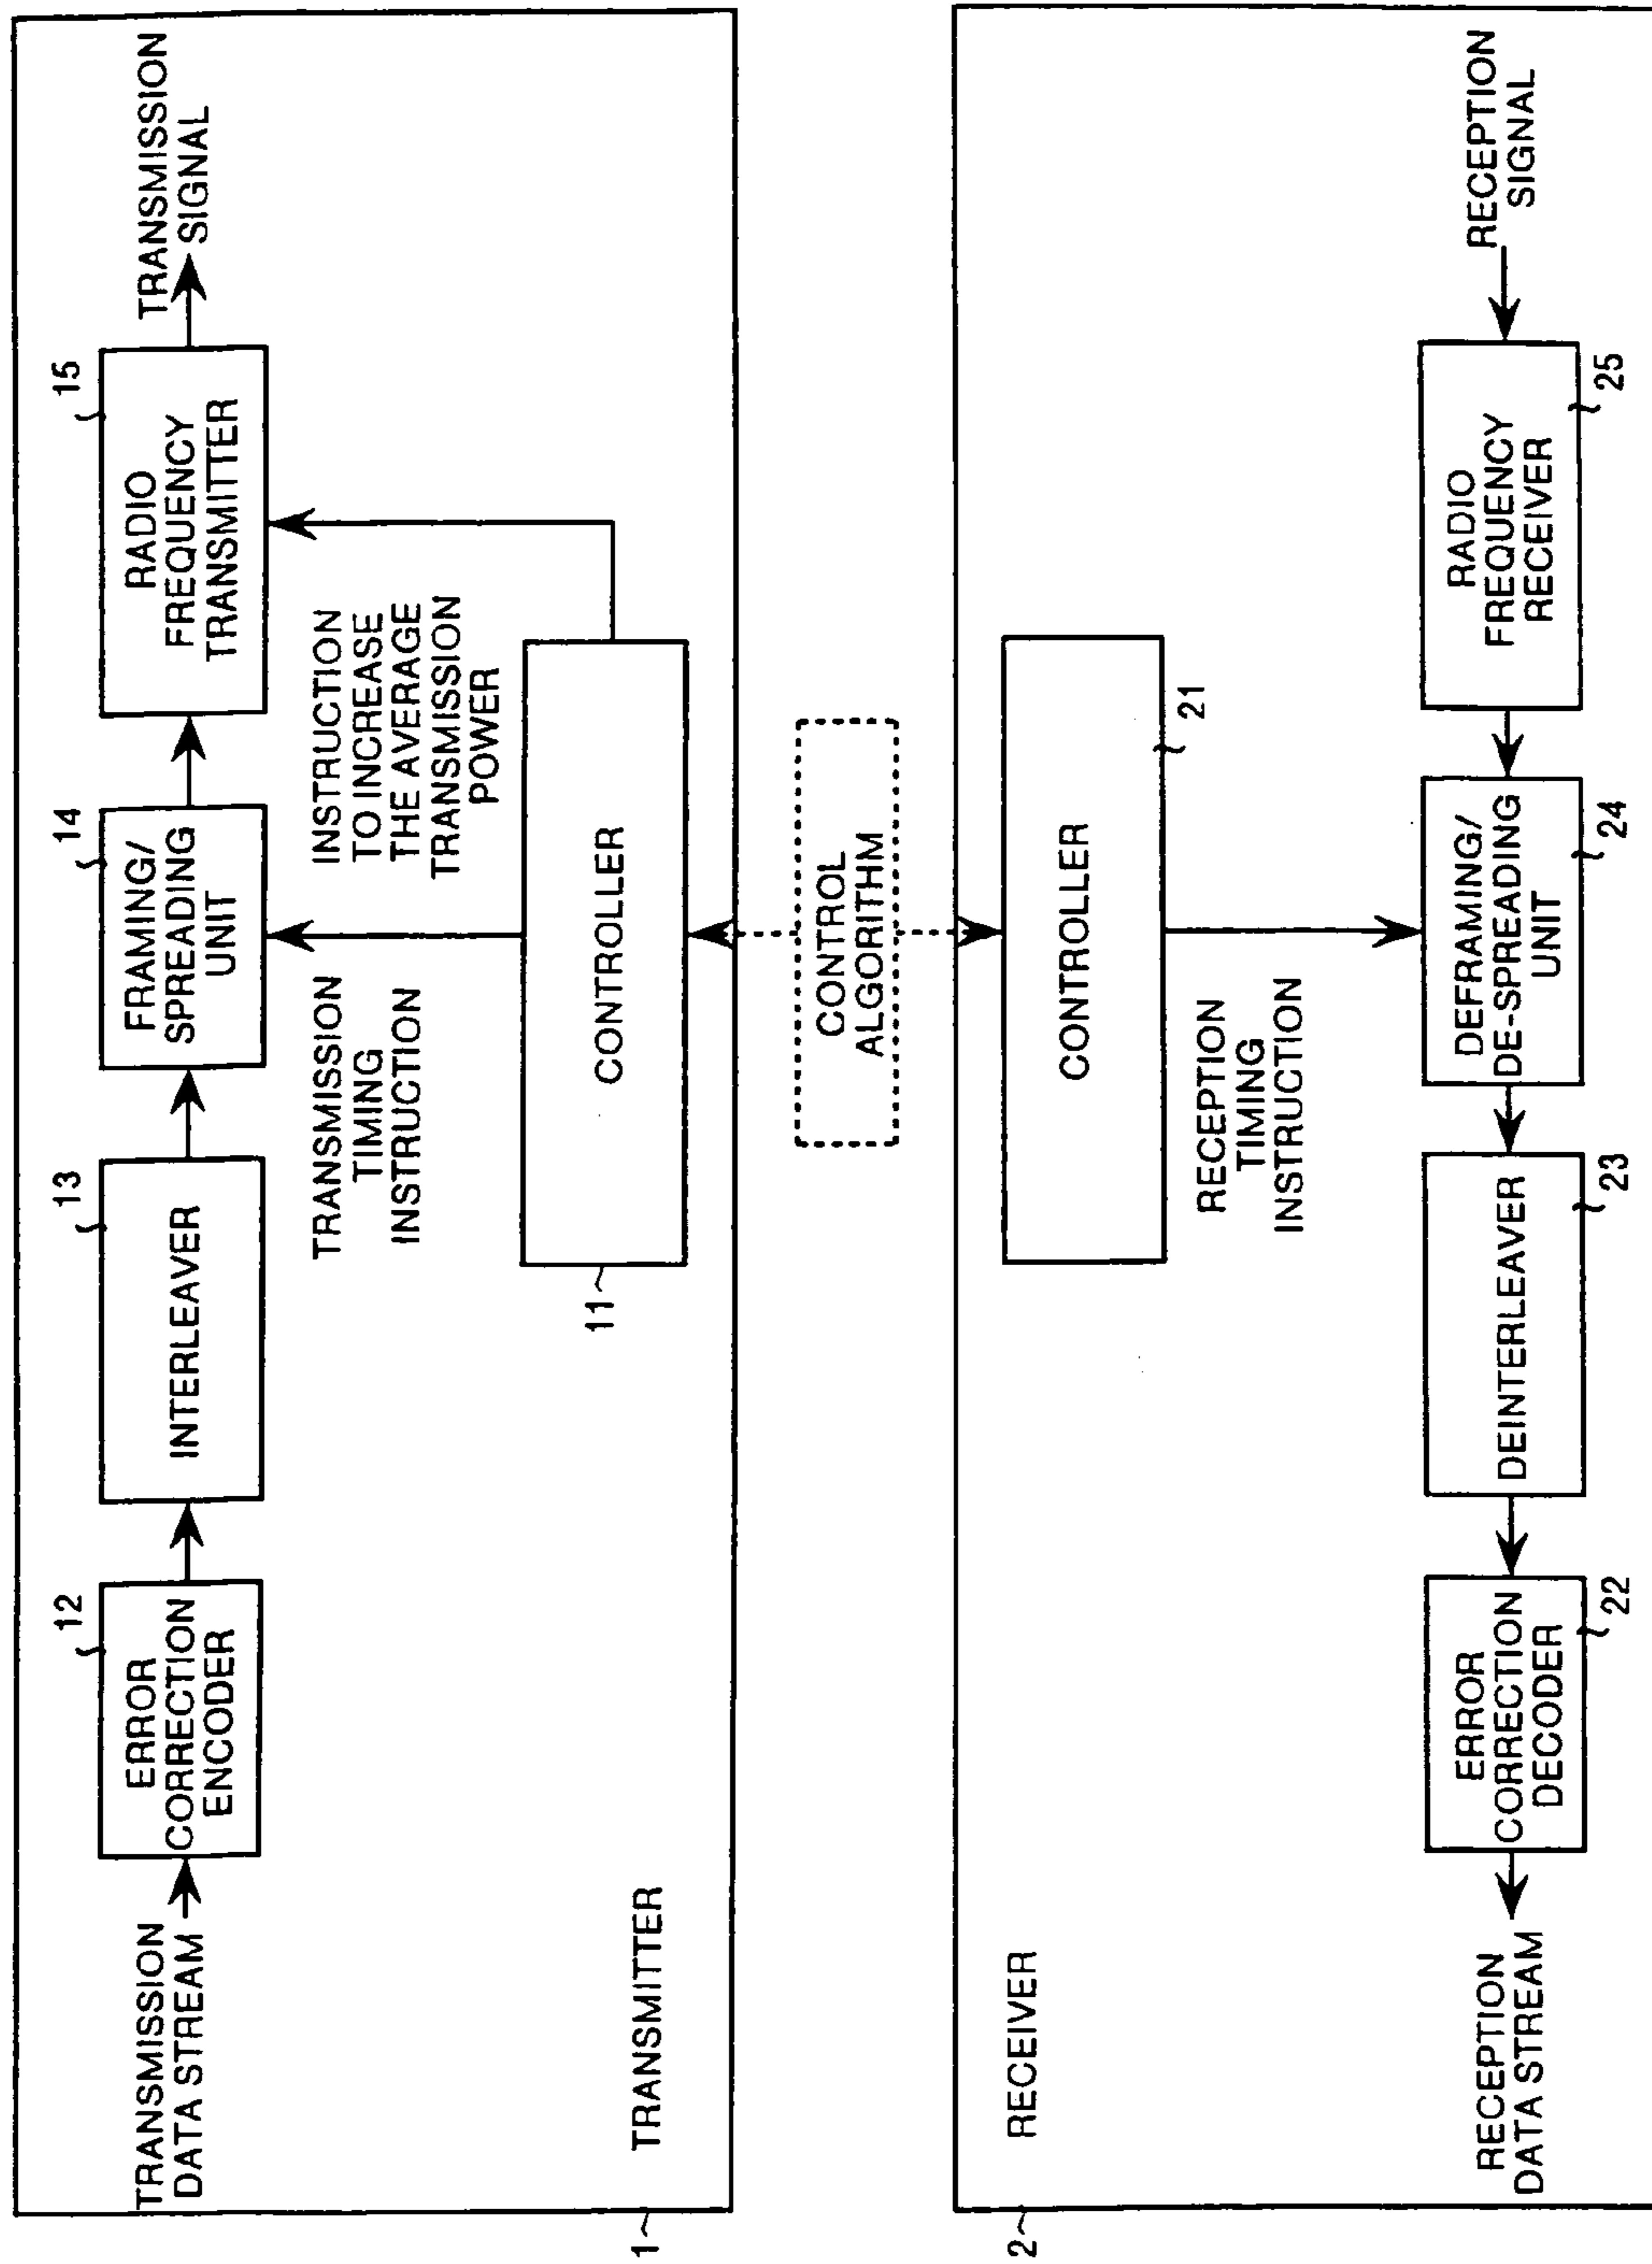 TRANSMISSION
DATA STREAM
12
ERROR
CORRECTION
ENCODER
13
INTERLEAVER
14
FRAMING/
SPREADING
UNIT
15
RADIO
FREQUENCY
TRANSMITTER
TRANSMISSION
SIGNAL
TRANSMISSION
TIMING
INSTRUCTION
INSTRUCTION
TO INCREASE
THE AVERAGE
TRANSMISSION
POWER
11
CONTROLLER
TRANSMITTER
1
CONTROL
ALGORITHM
2
RECEIVER
CONTROLLER
21
RECEPTION
TIMING
INSTRUCTION
RECEPTION
DATA STREAM
ERROR
CORRECTION
DECODER
22
DEINTERLEAVER
23
DEFRAMING/
DE-SPREADING
UNIT
24
RADIO
FREQUENCY
RECEIVER
25
RECEPTION
SIGNAL